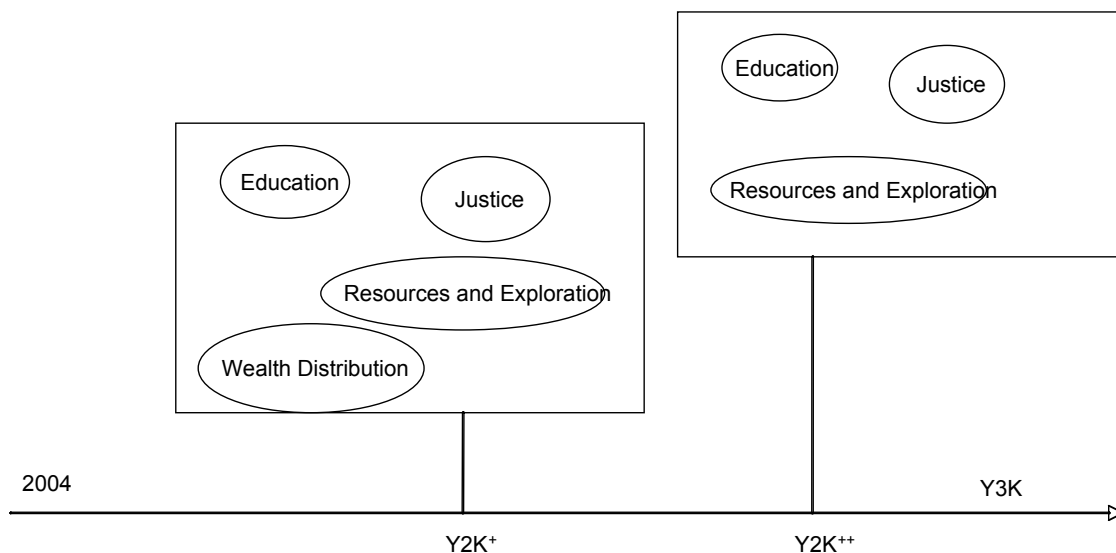 Education
Justice
Resources and Exploration
Education
Justice
Resources and Exploration
Wealth Distribution
2004
Y3K
Y2K⁺
Y2K⁺⁺